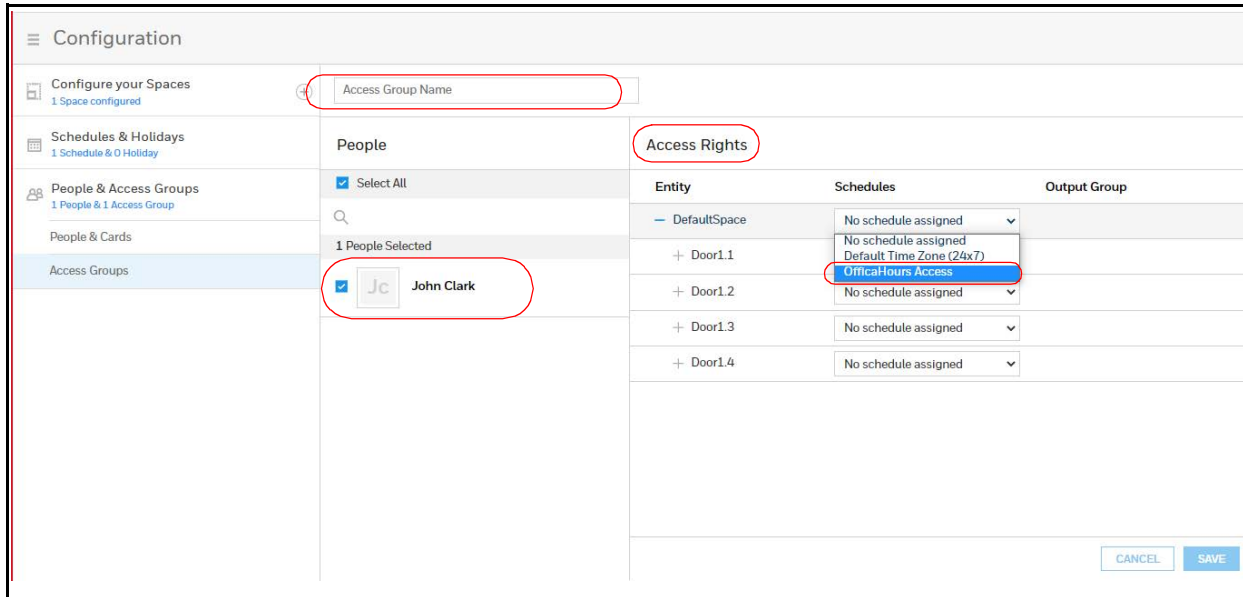 Configuration
Configure your Spaces
1 Space configured
Schedules & Holidays
1 Schedule & 0 Holiday
People & Access Groups
1 People & 1 Access Group
People & Cards
Access Groups
Access Group Name
People
Select All
1 People Selected
Jc
John Clark
Access Rights
Entity Schedules Output Group
DefaultSpace No schedule assigned
No schedule assigned
Default Time Zone (24x7)
OfficaHours Access
Door1.1
Door1.2 No schedule assigned
Door1.3 No schedule assigned
Door1.4 No schedule assigned
CANCEL SAVE